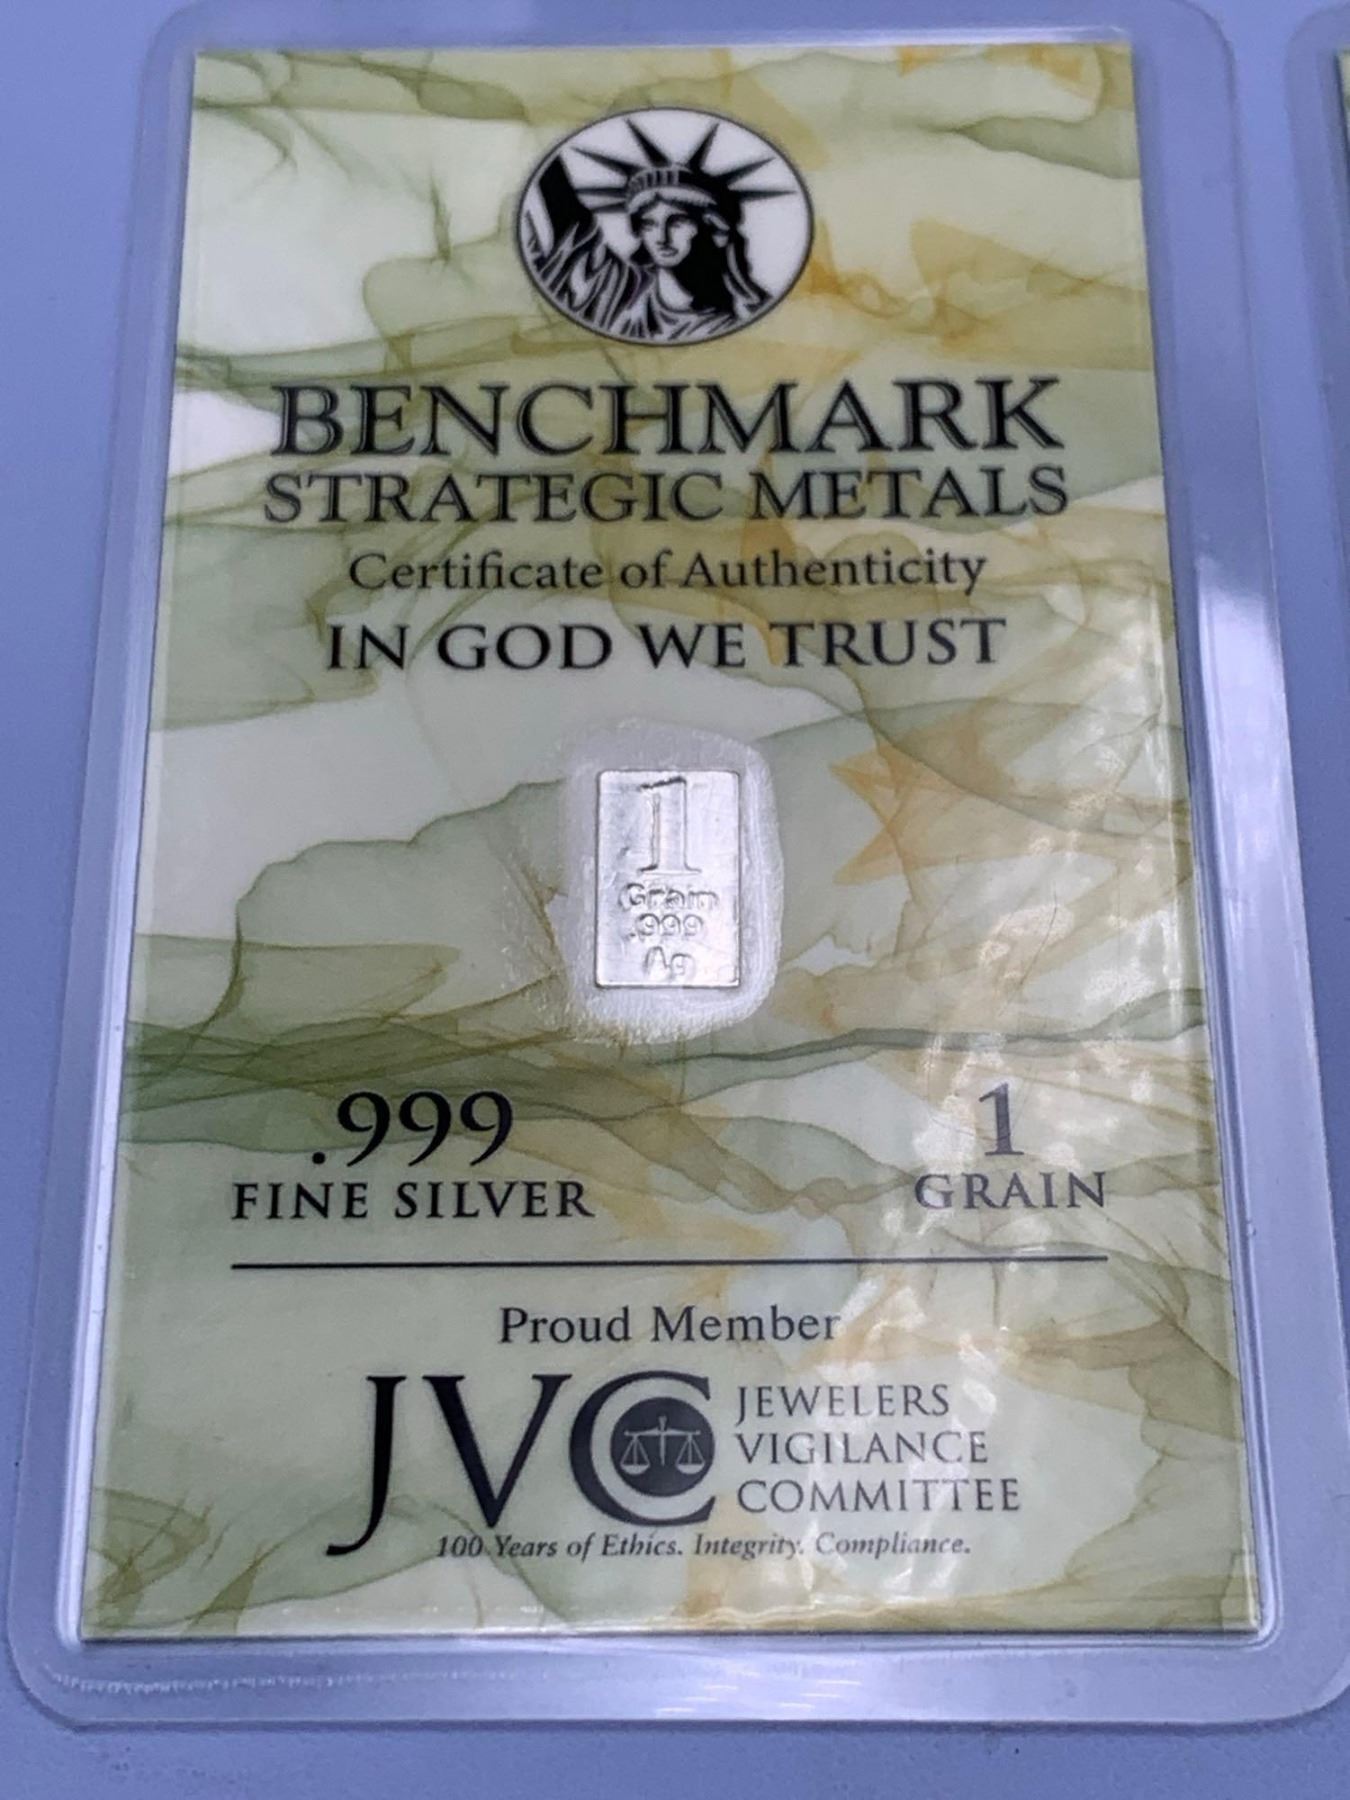 BENCHMARK
STRATEGIC METALS
Certificate of Authenticity
IN GOD WE TRUST
1
Grain
.999
Ag
.999
FINE SILVER
1
GRAIN
Proud Member
JVC
JEWELERS
VIGILANCE
COMMITTEE
100 Years of Ethics. Integrity. Compliance.